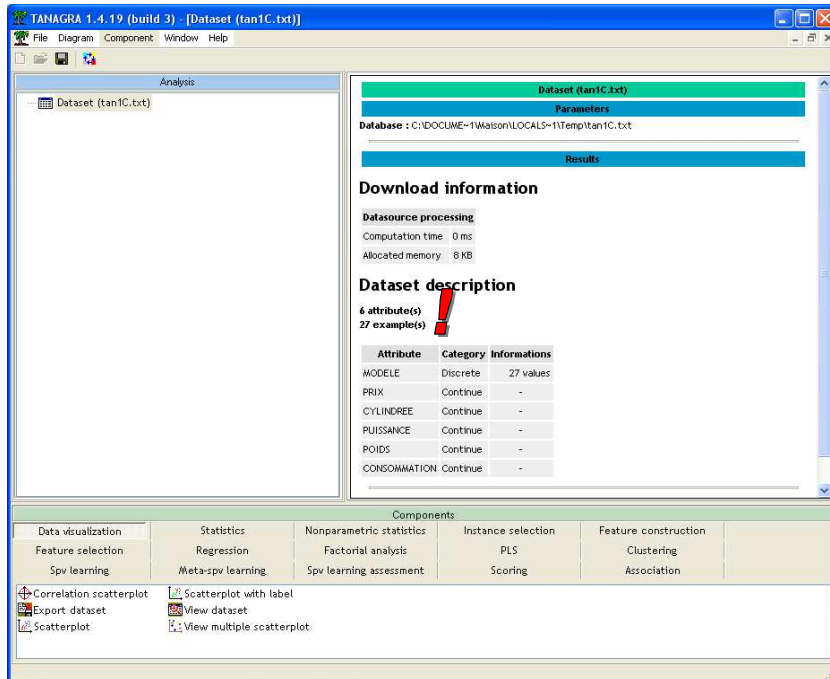 TANAGRA 1.4.19 (build 3) - [Dataset (tan1C.txt)]
File Diagram Component Window Help
Analysis
Dataset (tan1C.txt)
Dataset (tan1C.txt)
Parameters
Database : C:\DOCUME~1\Maison\LOCALS~1\Temp\tan1C.txt
Results
Download information
Datasource processing
Computation time 0 ms
Allocated memory 8 KB
Dataset description
6 attribute(s)
27 example(s)
!
Attribute Category Informations
MODELE Discrete 27 values
PRIX Continue -
CYLINDREE Continue -
PUISSANCE Continue -
POIDS Continue -
CONSOMMATION Continue -
Components
Data visualization Statistics Nonparametric statistics Instance selection Feature construction
Feature selection Regression Factorial analysis PLS Clustering
Spv learning Meta-spv learning Spv learning assessment Scoring Association
Correlation scatterplot Scatterplot with label
Export dataset View dataset
Scatterplot View multiple scatterplot